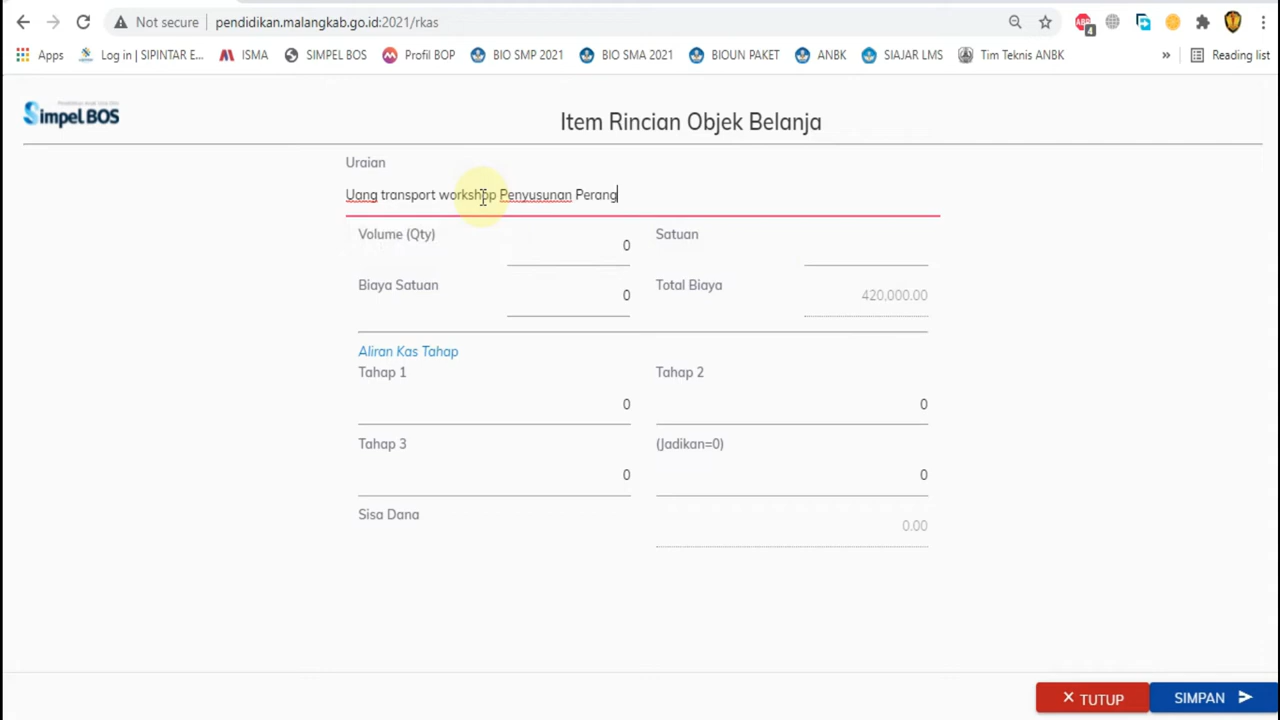 Not secure pendidikan.malangkab.go.id:2021/rkas
ABP
4
Apps Log in | SIPINTAR E... ISMA SIMPEL BOS Profil BOP BIO SMP 2021 BIO SMA 2021 BIOUN PAKET ANBK SIAJAR LMS Tim Teknis ANBK » Reading list
Simpel BOS
Item Rincian Objek Belanja
Uraian
Uang transport workshop Penyusunan Perang
Volume (Qty) 0 Satuan
Biaya Satuan 0 Total Biaya 420,000.00
Aliran Kas Tahap
Tahap 1 Tahap 2
0 0
Tahap 3 (Jadikan=0)
0 0
Sisa Dana
0.00
TUTUP SIMPAN